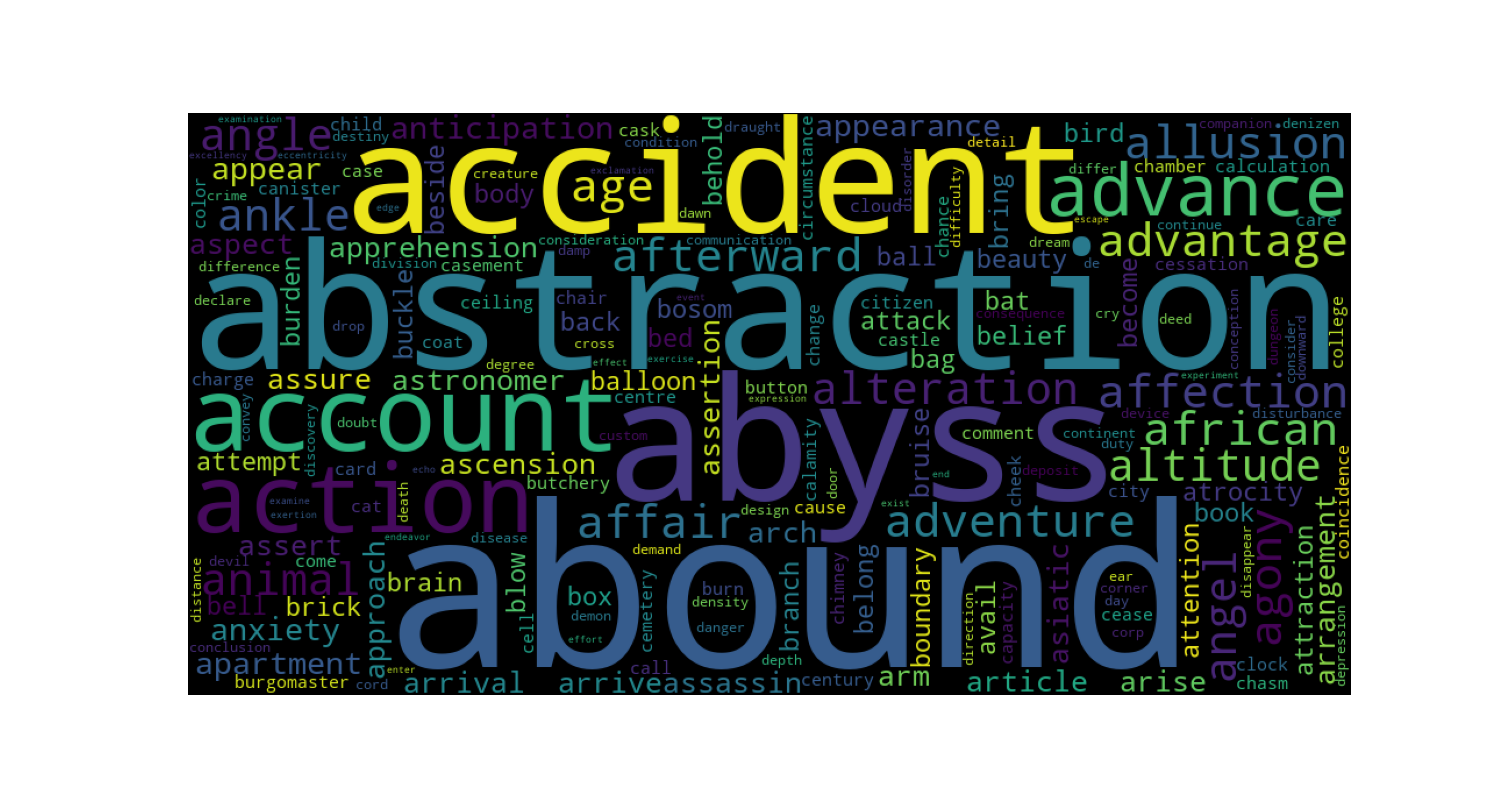 examination
child
destiny
angle
anticipation
cask
condition
behold
draught
circumstance
appearance
detail
bird
companion
denizen
allusion
excellency
eccentricity
appear
case
accident
creature
exclamation
age
body
beside
color
crime
canister
edge
ankle
dawn
cloud
disorder
chance
difficulty
bring
differ
chamber
calculation
advance
escape
continue
care
aspect
apprehension
consideration
communication
afterward
damp
ball
beauty
dream
de
advantage
difference
division
casement
burden
buckle
become
cessation
abstraction
declare
drop
ceiling
chair
event
bosom
back
coat
cross
bed
change
citizen
bat
attack
consequence
castle
belief
cry
deed
bag
conception
dungeon
consider
downward
college
degree
effect
exercise
assertion
charge
assure
astronomer
balloon
centre
button
expression
alteration
experiment
affection
account
convey
discovery
doubt
custom
abyss
bruise
comment
device
continent
duty
disturbance
african
attempt
card
echo
ascension
butchery
calamity
door
cheek
deposit
altitude
coincidence
action
examine
exertion
cat
death
design
cause
end
exist
city
atrocity
book
arrangement
affair
arch
adventure
assert
approach
endeavor
disease
demand
attention
disappear
agony
attraction
devil
come
distance
animal
brain
blow
cell
box
demon
cemetery
burn
density
danger
branch
chimney
belong
boundary
avail
capacity
asiatic
ear
corner
day
cease
corp
angel
bell
brick
anxiety
effort
direction
depression
conclusion
apartment
enter
depth
call
clock
burgomaster
cord
arrival
arrive
assassin
century
arm
article
arise
chasm
abound